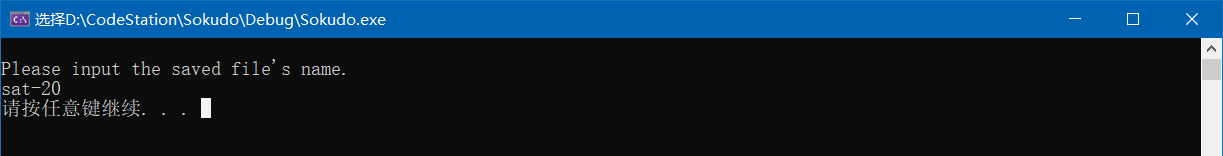 选择D:\CodeStation\Sokudo\Debug\Sokudo.exe
Please input the saved file's name.
sat-20
请按任意键继续. . .